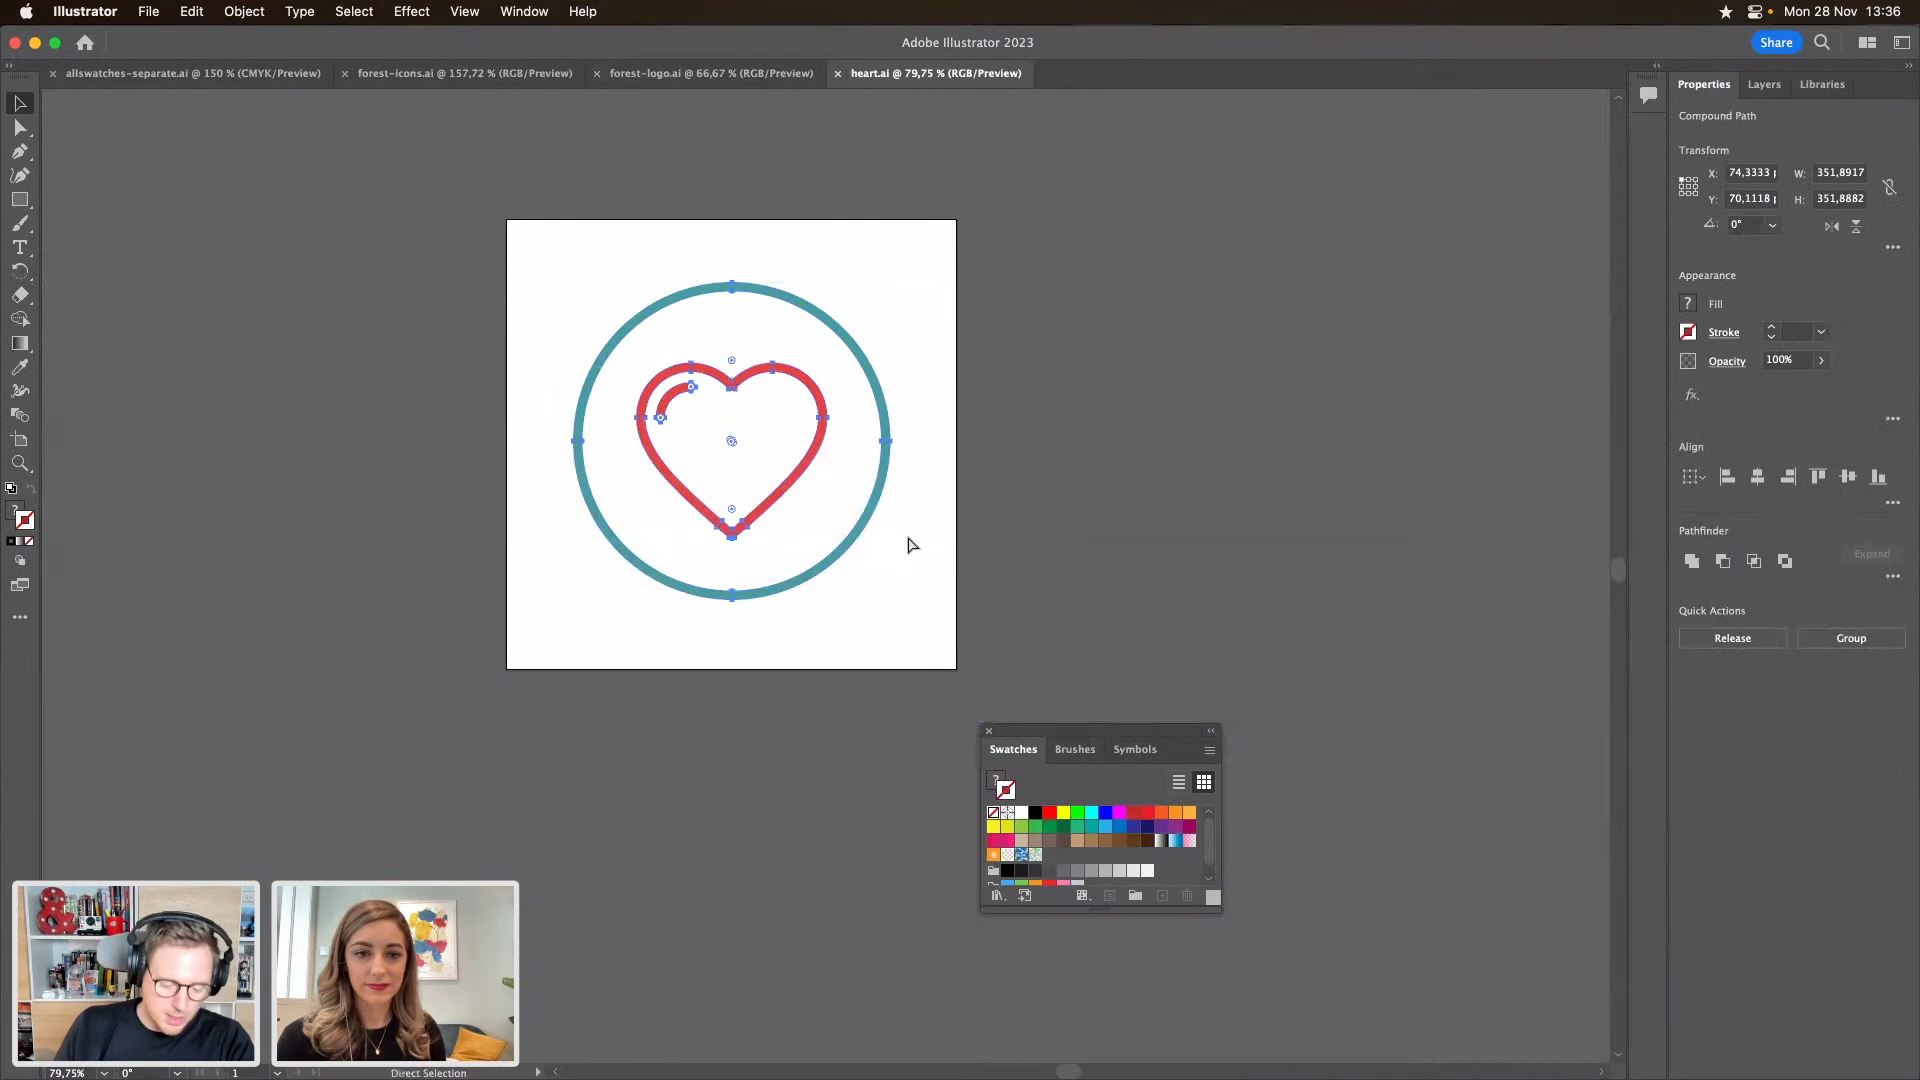 Illustrator File Edit Object Type Select Effect View Window Help
Mon 28 Nov 13:36
Adobe Illustrator 2023
Share
allswatches-separate.ai @ 150 % (CMYK/Preview)
forest-icons.ai @ 157,72 % (RGB/Preview)
forest-logo.ai @ 66,67 % (RGB/Preview)
heart.ai @ 79,75 % (RGB/Preview)
Properties Layers Libraries
Compound Path
Transform
X: 74,3333 W: 351,8917
Y: 70,1118 H: 351,8882
0°
Appearance
? Fill
Stroke
Opacity 100%
fx.
Align
Pathfinder
Expand
Quick Actions
Release Group
Swatches Brushes Symbols
?
79,75% 0° 1 Direct Selection